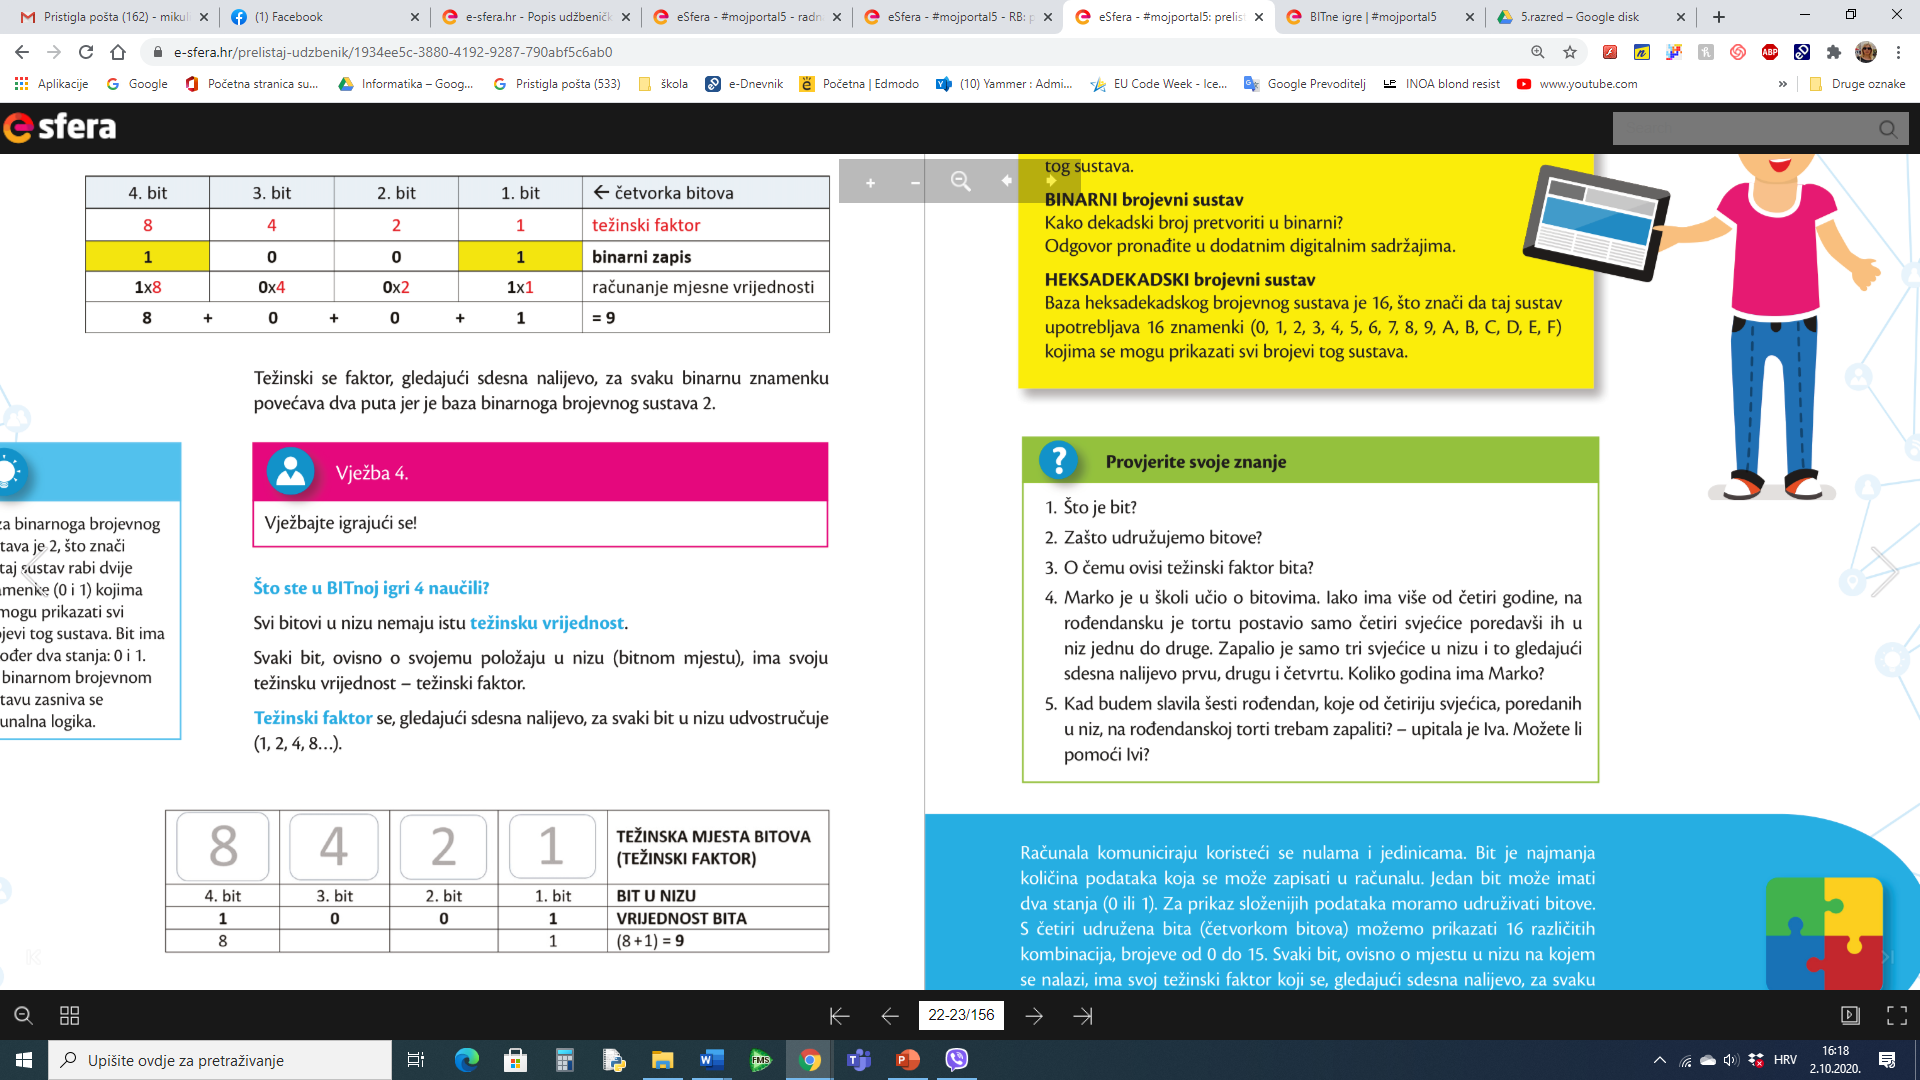 Pristigla pošta (162) - mikul
(1) Facebook
e-sfera.hr - Popis udžbeničk
eSfera - #mojportal5 - radna
eSfera - #mojportal5 - RB: p
eSfera - #mojportal5: prelist
BITne igre | #mojportal5
5.razred – Google disk
e-sfera.hr/prelistaj-udzbenik/1934ee5c-3880-4192-9287-790abf5c6ab0
Aplikacije
Google
Početna stranica su...
Informatika – Goog...
Pristigla pošta (533)
škola
e-Dnevnik
Početna | Edmodo
(10) Yammer : Admi...
EU Code Week - Ice...
Google Prevoditelj
INOA blond resist
www.youtube.com
»
Druge oznake
sfera
4. bit 3. bit 2. bit 1. bit ← četvorka bitova
8 4 2 1 težinski faktor
1 0 0 1 binarni zapis
1x8 0x4 0x2 1x1 računanje mjesne vrijednosti
8 + 0 + 0 + 1 = 9
Težinski se faktor, gledajući sdesna nalijevo, za svaku binarnu znamenku
povećava dva puta jer je baza binarnoga brojevnog sustava 2.
za binarnoga brojevnog
tava je 2, što znači
taj sustav rabi dvije
menke (0 i 1) kojima
mogu prikazati svi
jevi tog sustava. Bit ima
ođer dva stanja: 0 i 1.
binarnom brojevnom
tavu zasniva se
unalna logika.
Vježba 4.
Vježbajte igrajući se!
Što ste u BITnoj igri 4 naučili?
Svi bitovi u nizu nemaju istu težinsku vrijednost.
Svaki bit, ovisno o svojemu položaju u nizu (bitnom mjestu), ima svoju
težinsku vrijednost – težinski faktor.
Težinski faktor se, gledajući sdesna nalijevo, za svaki bit u nizu udvostručuje
(1, 2, 4, 8...).
8 4 2 1 TEŽINSKA MJESTA BITOVA
(TEŽINSKI FAKTOR)
4. bit 3. bit 2. bit 1. bit BIT U NIZU
1 0 0 1 VRIJEDNOST BITA
8 1 (8+1) = 9
tog sustava.
BINARNI brojevni sustav
Kako dekadski broj pretvoriti u binarni?
Odgovor pronađite u dodatnim digitalnim sadržajima.
HEKSADEKADSKI brojevni sustav
Baza heksadekadskog brojevnog sustava je 16, što znači da taj sustav
upotrebljava 16 znamenki (0, 1, 2, 3, 4, 5, 6, 7, 8, 9, A, B, C, D, E, F)
kojima se mogu prikazati svi brojevi tog sustava.
? Provjerite svoje znanje
1. Što je bit?
2. Zašto udružujemo bitove?
3. O čemu ovisi težinski faktor bita?
4. Marko je u školi učio o bitovima. Iako ima više od četiri godine, na
rođendansku je tortu postavio samo četiri svjećice poredavši ih u
niz jednu do druge. Zapalio je samo tri svjećice u nizu i to gledajući
sdesna nalijevo prvu, drugu i četvrtu. Koliko godina ima Marko?
5. Kad budem slavila šesti rođendan, koje od četiriju svjećica, poredanih
u niz, na rođendanskoj torti trebam zapaliti? – upitala je Iva. Možete li
pomoći Ivi?
Računala komuniciraju koristeći se nulama i jedinicama. Bit je najmanja
količina podataka koja se može zapisati u računalu. Jedan bit može imati
dva stanja (0 ili 1). Za prikaz složenijih podataka moramo udruživati bitove.
S četiri udružena bita (četvorkom bitova) možemo prikazati 16 različitih
kombinacija, brojeve od 0 do 15. Svaki bit, ovisno o mjestu u nizu na kojem
se nalazi, ima svoj težinski faktor koji se, gledajući sdesna nalijevo, za svaku
22-23/156
Upišite ovdje za pretraživanje
FMS
HRV
16:18
2.10.2020.